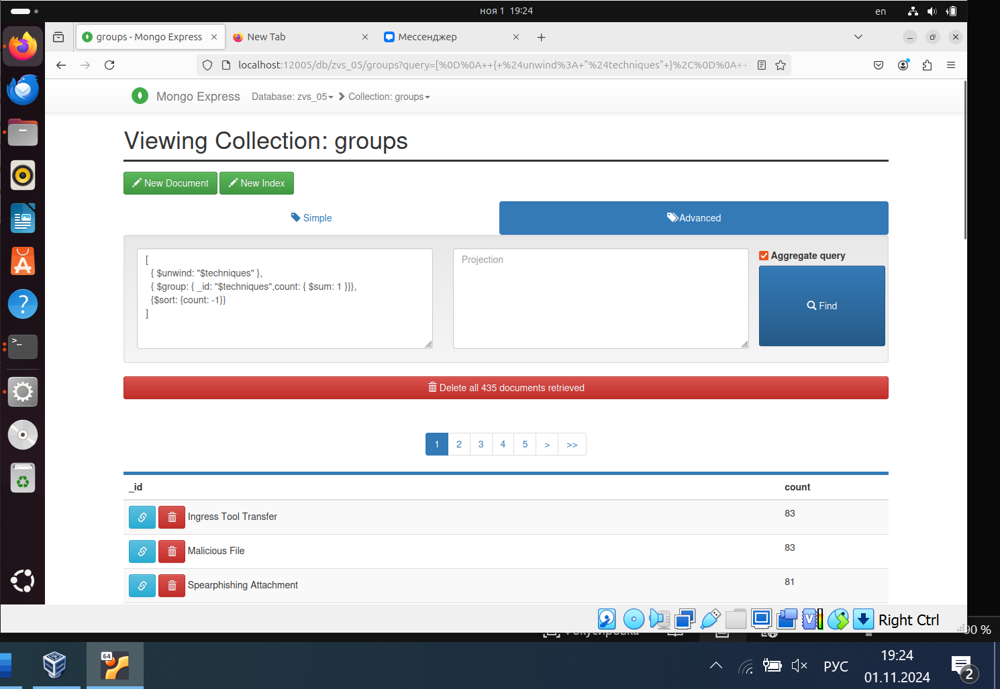 ноя 1 19:24
en
groups - Mongo Express
New Tab
Мессенджер
localhost:12005/db/zvs_05/groups?query=[%0D%0A++{+%24unwind%3A+"%24techniques"+}%2C%0D%0A++
Mongo Express
Database: zvs_05
Collection: groups
Viewing Collection: groups
New Document
New Index
Simple
Advanced
[
{ $unwind: "$techniques" },
{ $group: { _id: "$techniques",count: { $sum: 1 }}},
{$sort: {count: -1}}
]
Projection
Aggregate query
Find
Delete all 435 documents retrieved
1 2 3 4 5 > >>
_id count
Ingress Tool Transfer 83
Malicious File 83
Spearphishing Attachment 81
Right Ctrl
90 %
64
РУС
19:24
01.11.2024
2